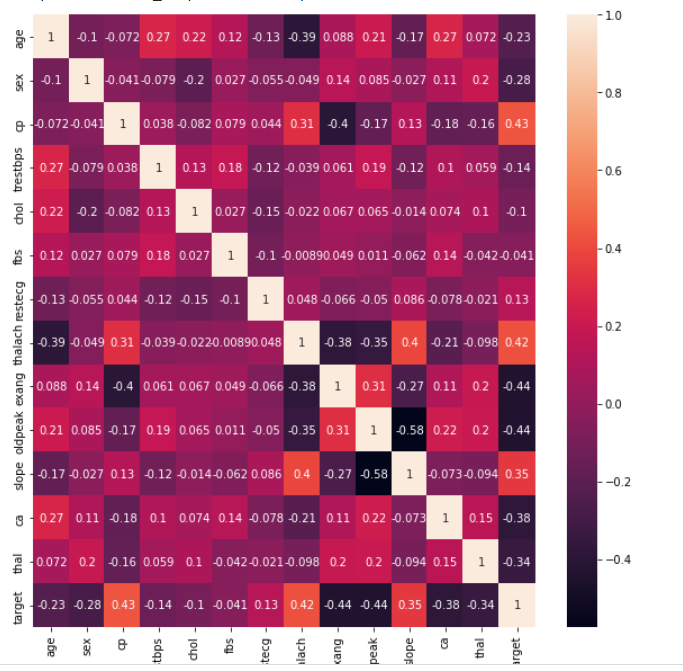 age 1 -0.1 -0.072 0.27 0.22 0.12 -0.13 -0.39 0.088 0.21 -0.17 0.27 0.072 -0.23
sex -0.1 1 -0.041 -0.079 -0.2 0.027 -0.055 -0.049 0.14 0.085 -0.027 0.11 0.2 -0.28
cp -0.072 -0.041 1 0.038 -0.082 0.079 0.044 0.31 -0.4 -0.17 0.13 -0.18 -0.16 0.43
trestbps 0.27 -0.079 0.038 1 0.13 0.18 -0.12 -0.039 0.061 0.19 -0.12 0.1 0.059 -0.14
chol 0.22 -0.2 -0.082 0.13 1 0.027 -0.15 -0.022 0.067 0.065 -0.014 0.074 0.1 -0.1
fbs 0.12 0.027 0.079 0.18 0.027 1 -0.1 -0.0089 0.049 0.011 -0.062 0.14 -0.042 -0.041
restecg -0.13 -0.055 0.044 -0.12 -0.15 -0.1 1 0.048 -0.066 -0.05 0.086 -0.078 -0.021 0.13
thalach -0.39 -0.049 0.31 -0.039 -0.022 -0.0089 0.048 1 -0.38 -0.35 0.4 -0.21 -0.098 0.42
exang 0.088 0.14 -0.4 0.061 0.067 0.049 -0.066 -0.38 1 0.31 -0.27 0.11 0.2 -0.44
oldpeak 0.21 0.085 -0.17 0.19 0.065 0.011 -0.05 -0.35 0.31 1 -0.58 0.22 0.2 -0.44
slope -0.17 -0.027 0.13 -0.12 -0.014 -0.062 0.086 0.4 -0.27 -0.58 1 -0.073 -0.094 0.35
ca 0.27 0.11 -0.18 0.1 0.074 0.14 -0.078 -0.21 0.11 0.22 -0.073 1 0.15 -0.38
thal 0.072 0.2 -0.16 0.059 0.1 -0.042 -0.021 -0.098 0.2 0.2 -0.094 0.15 1 -0.34
target -0.23 -0.28 0.43 -0.14 -0.1 -0.041 0.13 0.42 -0.44 -0.44 0.35 -0.38 -0.34 1
age sex cp tbps chol fbs tecg alach xang peak slope ca thal arget
1.0
0.8
0.6
0.4
0.2
0.0
−0.2
−0.4